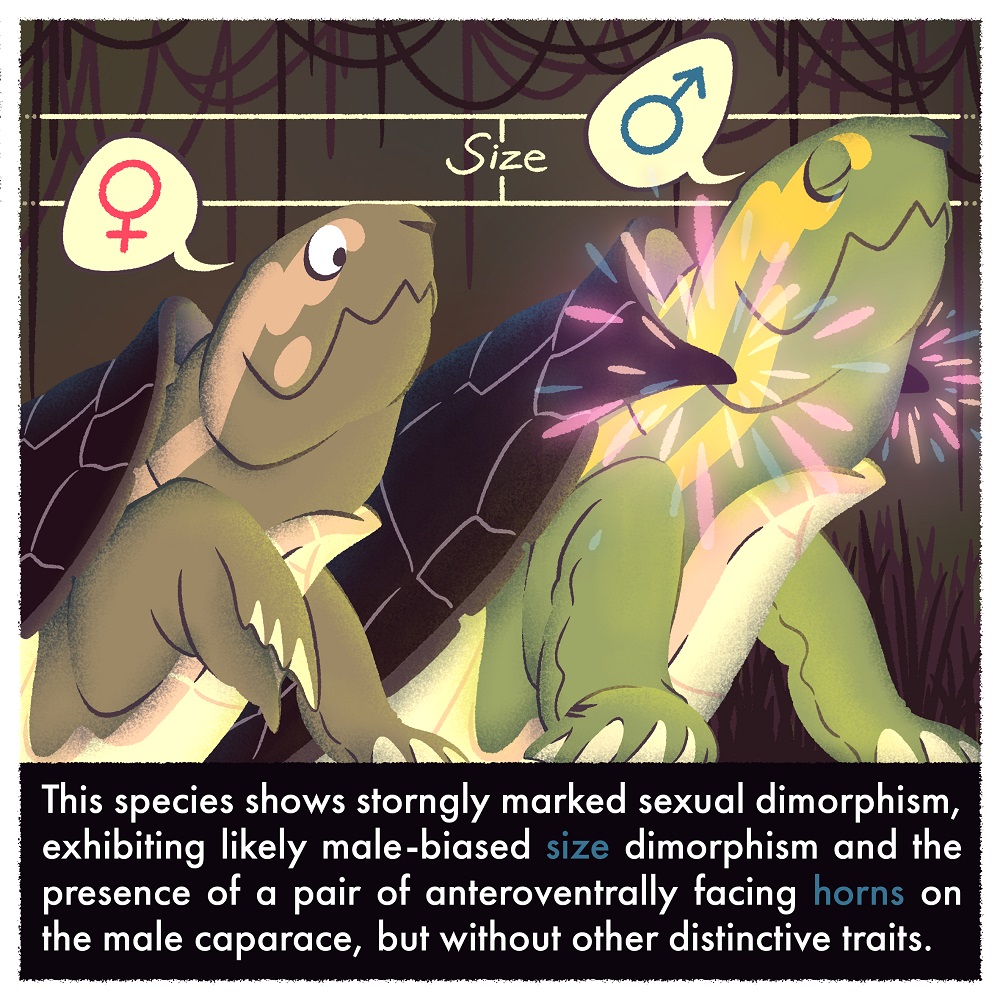 Size
This species shows storngly marked sexual dimorphism,
exhibiting likely male-biased size dimorphism and the
presence of a pair of anteroventrally facing horns on
the male caparace, but without other distinctive traits.